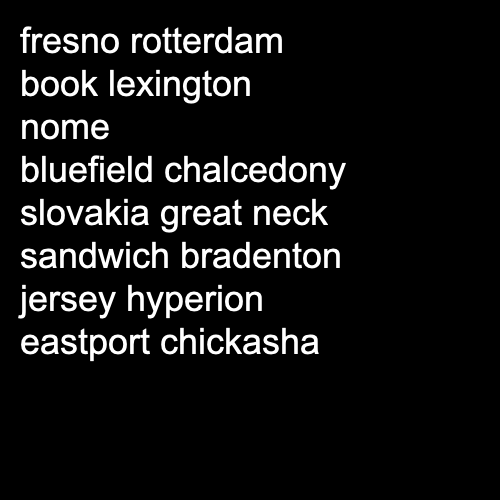 fresno rotterdam
book lexington
nome
bluefield chalcedony
slovakia great neck
sandwich bradenton
jersey hyperion
eastport chickasha